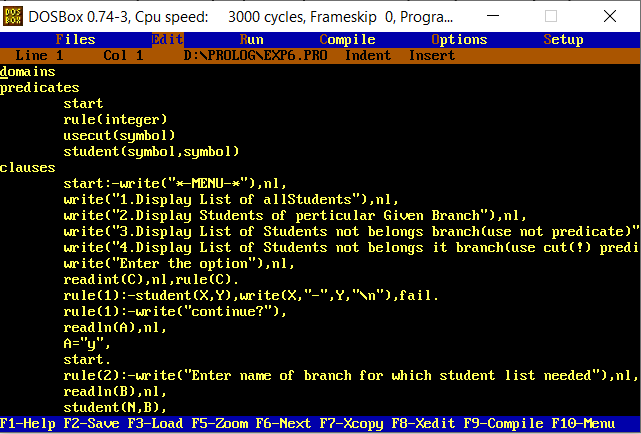 DOSBox 0.74-3, Cpu speed: 3000 cycles, Frameskip 0, Progra...
Files Edit Run Compile Options Setup
Line 1 Col 1 D:\PROLOG\EXP6.PRO Indent Insert
domains
predicates
start
rule(integer)
usecut(symbol)
student(symbol,symbol)
clauses
start:-write("*-MENU-*"),nl,
write("1.Display List of allStudents"),nl,
write("2.Display Students of perticular Given Branch"),nl,
write("3.Display List of Students not belongs branch(use not predicate)"
write("4.Display List of Students not belongs it branch(use cut(!) predi
write("Enter the option"),nl,
readint(C),nl,rule(C).
rule(1):-student(X,Y),write(X,"-",Y,"\n"),fail.
rule(1):-write("continue?"),
readln(A),nl,
A="y",
start.
rule(2):-write("Enter name of branch for which student list needed"),nl,
readln(B),nl,
student(N,B),
F1-Help F2-Save F3-Load F5-Zoom F6-Next F7-Xcopy F8-Xedit F9-Compile F10-Menu